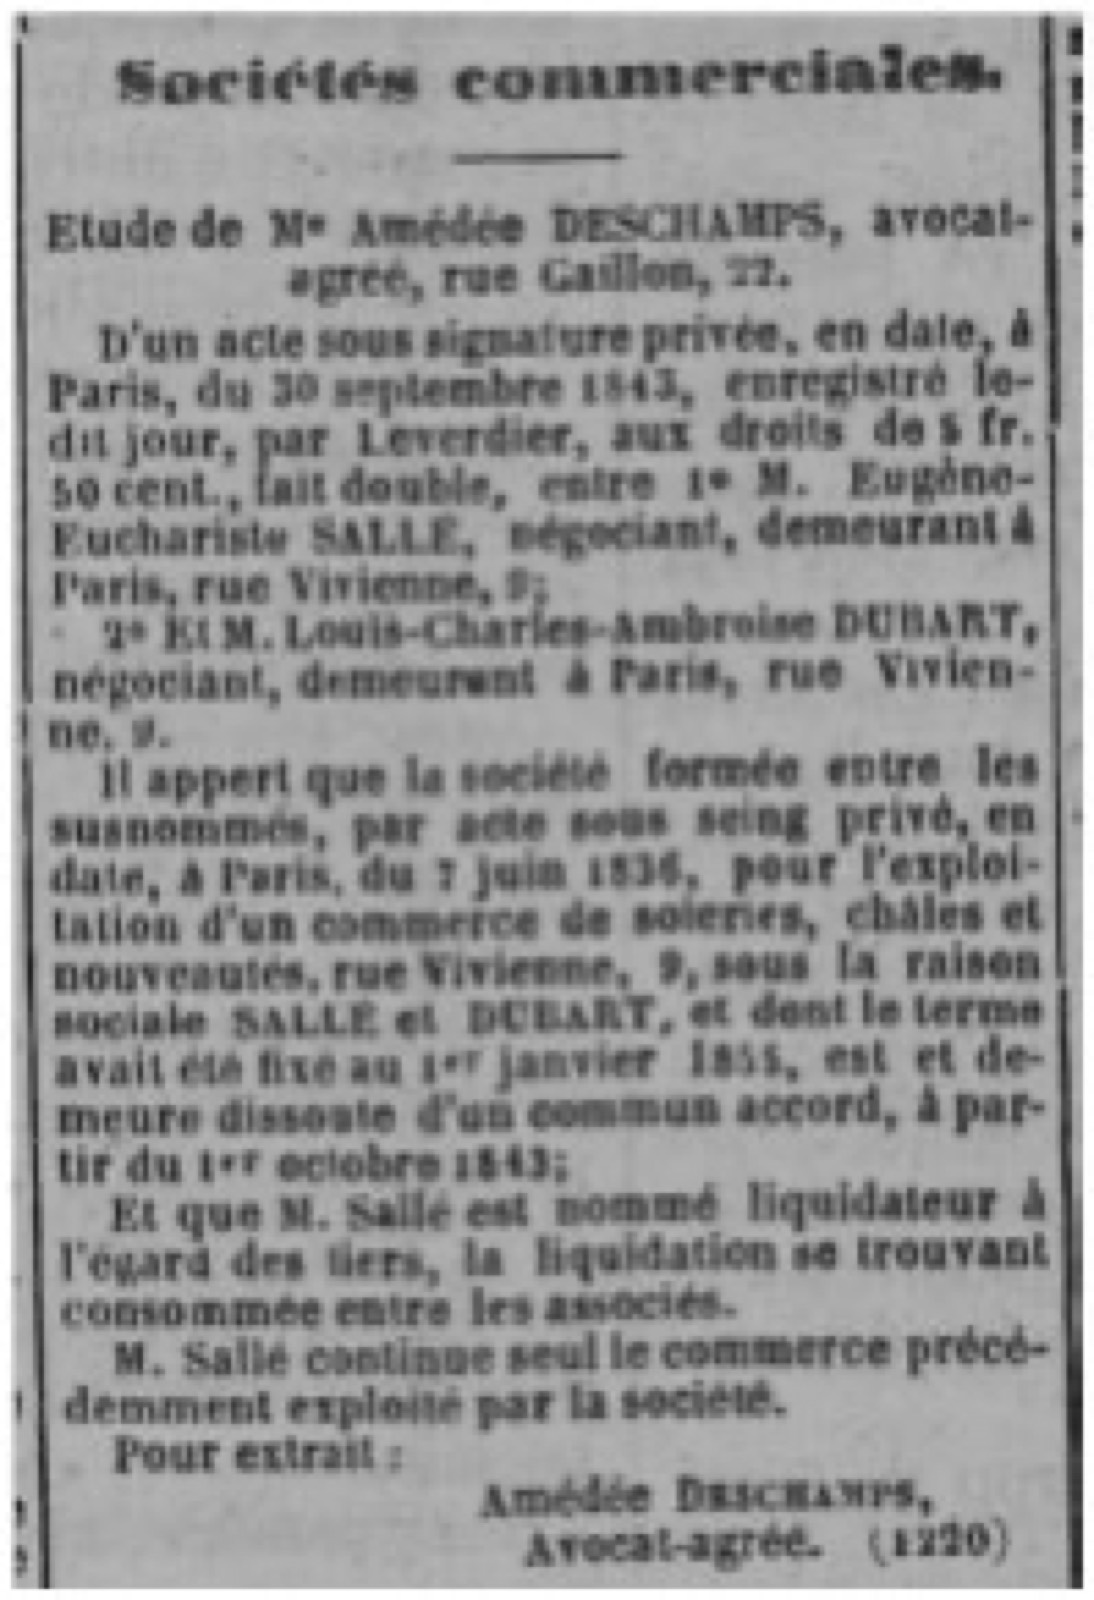 Sociétés commerciales.
Etude de Me Amédée DESCHAMPS, avocat-
agréé, rue Gaillon, 22.
D'un acte sous signature privée, en date, à
Paris, du 30 septembre 1843, enregistré le-
dit jour, par Leverdier, aux droits de 5 fr.
50 cent., fait double, entre 1° M. Eugène-
Euchariste SALLÉ, négociant, demeurant à
Paris, rue Vivienne, 9;
2° Et M. Louis-Charles-Ambroise DUBART,
négociant, demeurant à Paris, rue Vivien-
ne, 9.
Il appert que la société formée entre les
susnommés, par acte sous seing privé, en
date, à Paris, du 7 juin 1836, pour l'exploi-
tation d'un commerce de soieries, châles et
nouveautés, rue Vivienne, 9, sous la raison
sociale SALLÉ et DUBART, et dont le terme
avait été fixé au 1er janvier 1855, est et de-
meure dissoute d'un commun accord, à par-
tir du 1er octobre 1843;
Et que M. Sallé est nommé liquidateur à
l'égard des tiers, la liquidation se trouvant
consommée entre les associés.
M. Sallé continue seul le commerce précé-
demment exploité par la société.
Pour extrait :
Amédée DESCHAMPS,
Avocat-agréé. (1220)